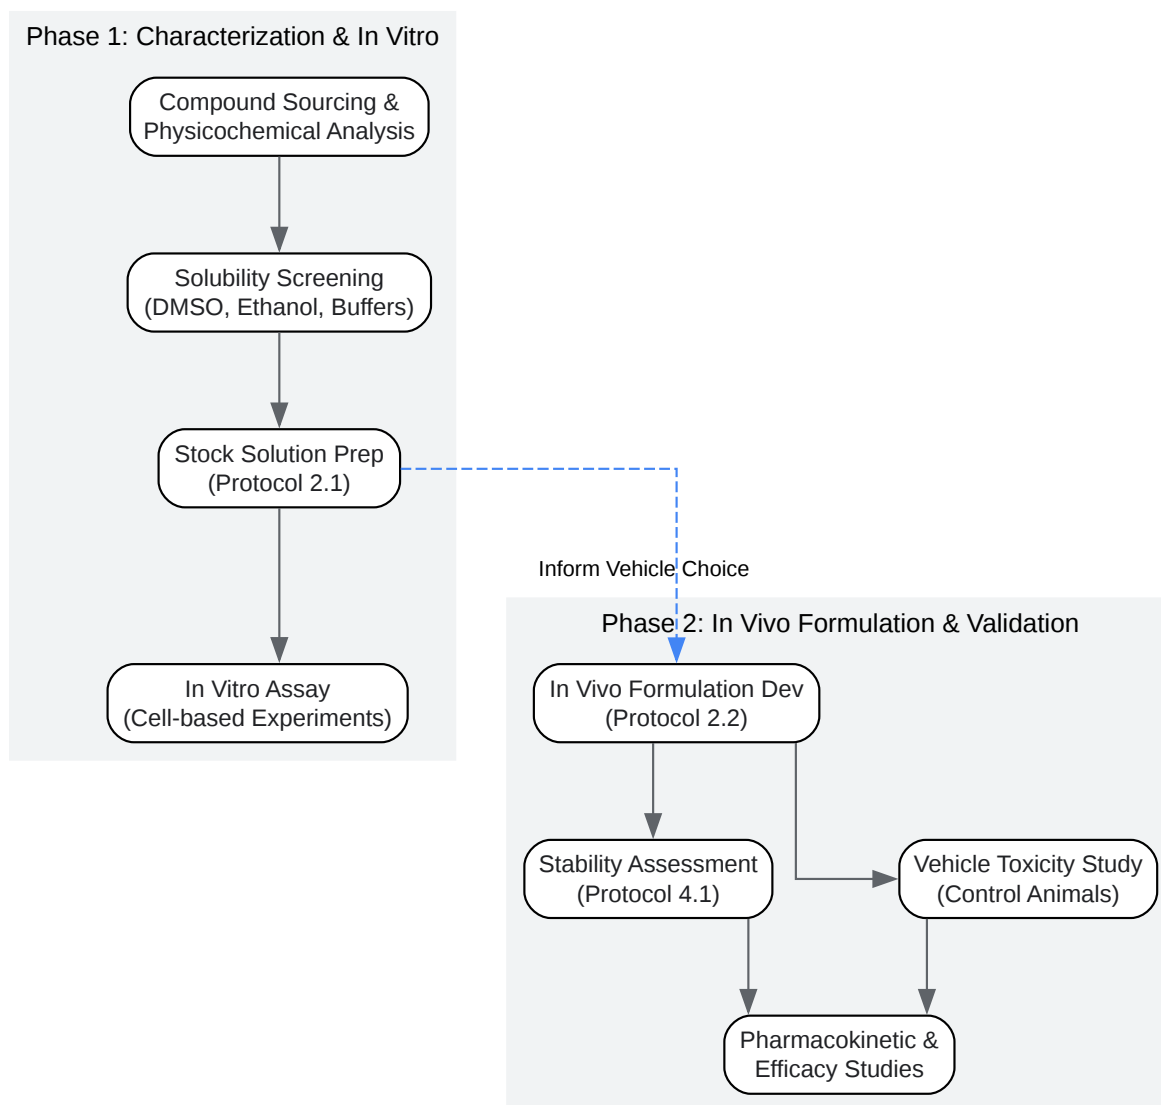 Phase 1: Characterization & In Vitro
Compound Sourcing &
Physicochemical Analysis
Solubility Screening
(DMSO, Ethanol, Buffers)
Stock Solution Prep
(Protocol 2.1)
In Vitro Assay
(Cell-based Experiments)
Inform Vehicle Choice
Phase 2: In Vivo Formulation & Validation
In Vivo Formulation Dev
(Protocol 2.2)
Stability Assessment
(Protocol 4.1)
Vehicle Toxicity Study
(Control Animals)
Pharmacokinetic &
Efficacy Studies